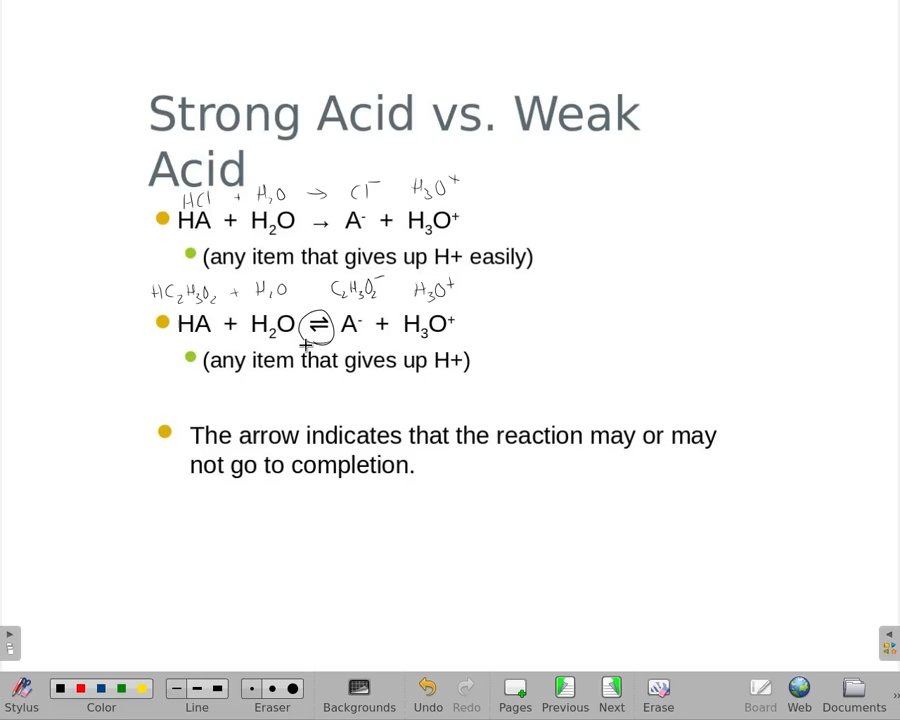 Strong Acid vs. Weak
Acid
HCl + H2O → Cl⁻ H3O⁺
HA + H₂O → A⁻ + H₃O⁺
(any item that gives up H+ easily)
HC₂H₃O₂ + H₂O C₂H₃O₂⁻ H₃O⁺
HA + H₂O ⇌ A⁻ + H₃O⁺
(any item that gives up H+)
The arrow indicates that the reaction may or may
not go to completion.
Stylus Color Line Eraser Backgrounds Undo Redo Pages Previous Next Erase Board Web Documents